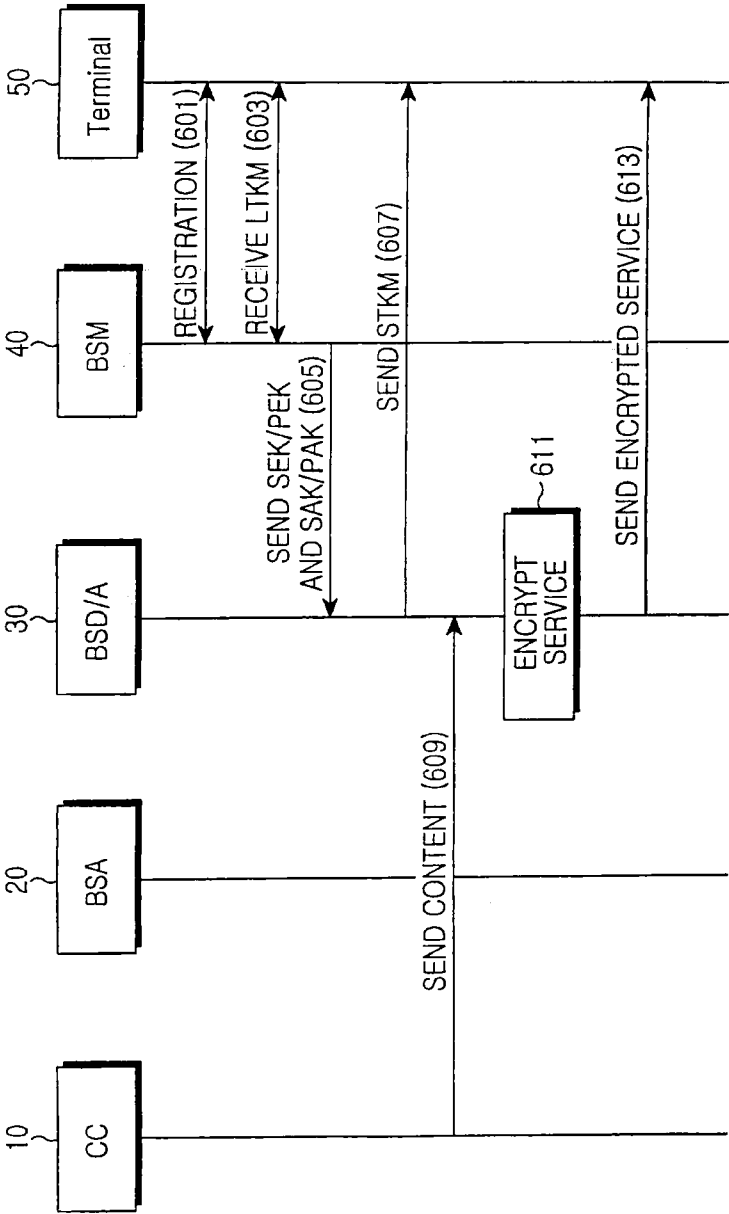 10
20
30
40
50
CC
BSA
BSD/A
BSM
Terminal
REGISTRATION (601)
RECEIVE LTKM (603)
SEND SEK/PEK
AND SAK/PAK (605)
SEND STKM (607)
SEND CONTENT (609)
ENCRYPT
SERVICE
611
SEND ENCRYPTED SERVICE (613)